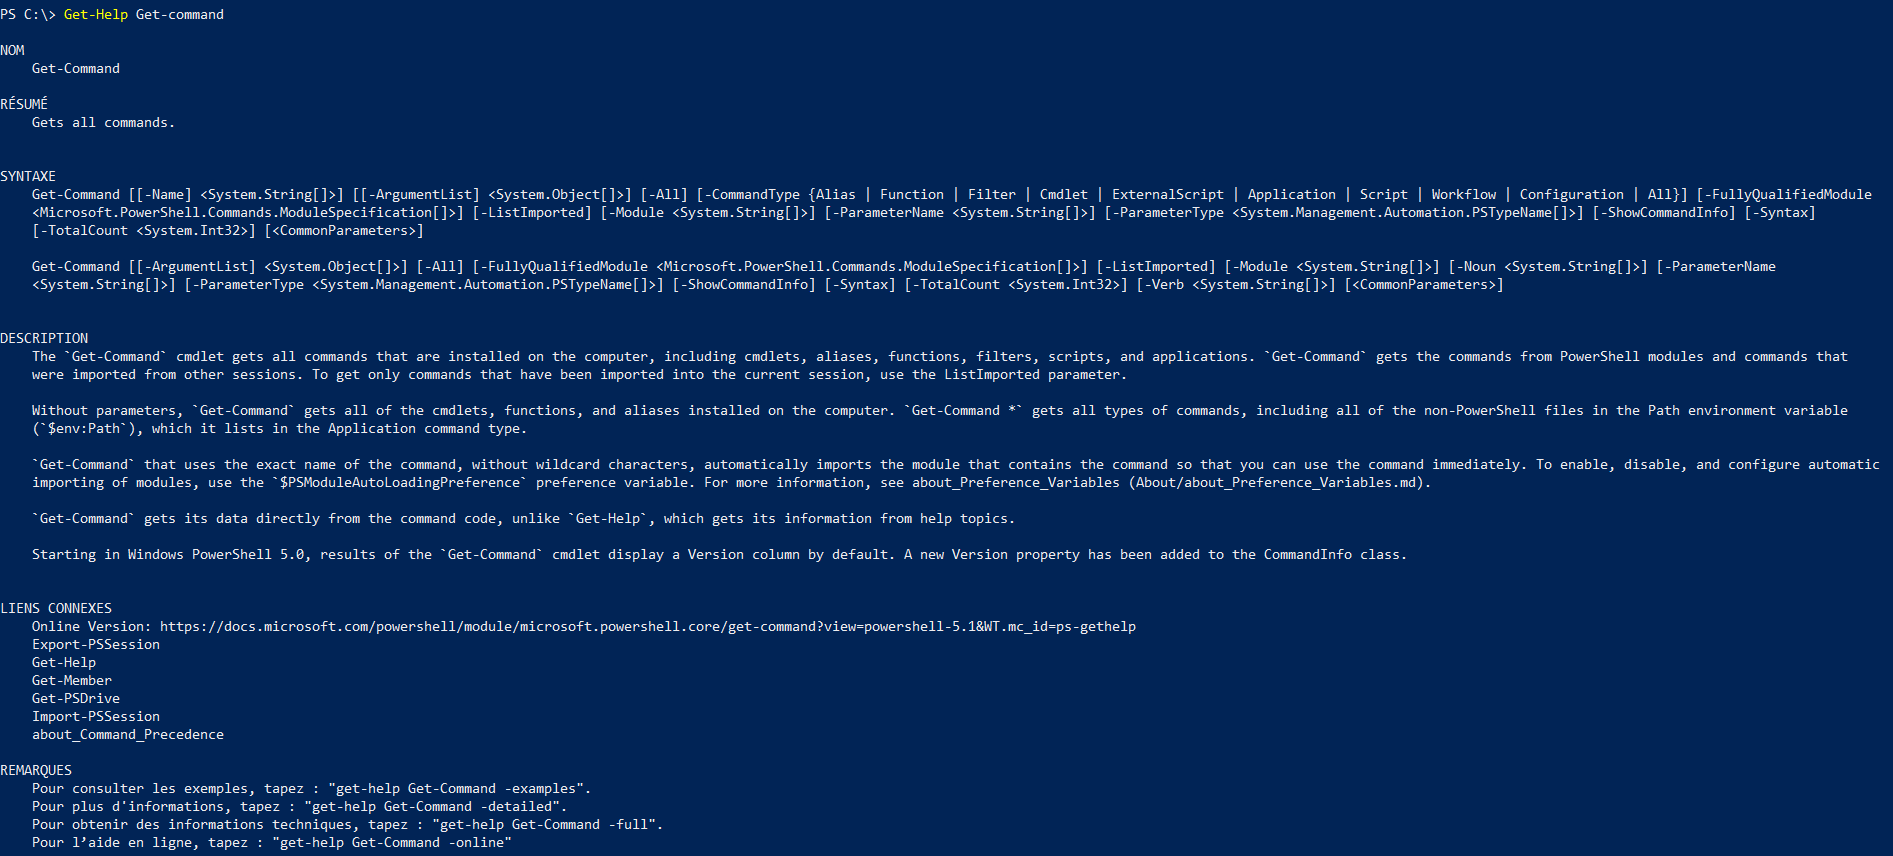 PS C:\> Get-Help Get-command
NOM
Get-Command
RÉSUMÉ
Gets all commands.
SYNTAXE
Get-Command [[-Name] <System.String[]>] [[-ArgumentList] <System.Object[]>] [-All] [-CommandType {Alias | Function | Filter | Cmdlet | ExternalScript | Application | Script | Workflow | Configuration | All}] [-FullyQualifiedModule
<Microsoft.PowerShell.Commands.ModuleSpecification[]>] [-ListImported] [-Module <System.String[]>] [-ParameterName <System.String[]>] [-ParameterType <System.Management.Automation.PSTypeName[]>] [-ShowCommandInfo] [-Syntax]
[-TotalCount <System.Int32>] [<CommonParameters>]
Get-Command [[-ArgumentList] <System.Object[]>] [-All] [-FullyQualifiedModule <Microsoft.PowerShell.Commands.ModuleSpecification[]>] [-ListImported] [-Module <System.String[]>] [-Noun <System.String[]>] [-ParameterName
<System.String[]>] [-ParameterType <System.Management.Automation.PSTypeName[]>] [-ShowCommandInfo] [-Syntax] [-TotalCount <System.Int32>] [-Verb <System.String[]>] [<CommonParameters>]
DESCRIPTION
The `Get-Command` cmdlet gets all commands that are installed on the computer, including cmdlets, aliases, functions, filters, scripts, and applications. `Get-Command` gets the commands from PowerShell modules and commands that
were imported from other sessions. To get only commands that have been imported into the current session, use the ListImported parameter.
Without parameters, `Get-Command` gets all of the cmdlets, functions, and aliases installed on the computer. `Get-Command *` gets all types of commands, including all of the non-PowerShell files in the Path environment variable
(`$env:Path`), which it lists in the Application command type.
`Get-Command` that uses the exact name of the command, without wildcard characters, automatically imports the module that contains the command so that you can use the command immediately. To enable, disable, and configure automatic
importing of modules, use the `$PSModuleAutoLoadingPreference` preference variable. For more information, see about_Preference_Variables (About/about_Preference_Variables.md).
`Get-Command` gets its data directly from the command code, unlike `Get-Help`, which gets its information from help topics.
Starting in Windows PowerShell 5.0, results of the `Get-Command` cmdlet display a Version column by default. A new Version property has been added to the CommandInfo class.
LIENS CONNEXES
Online Version: https://docs.microsoft.com/powershell/module/microsoft.powershell.core/get-command?view=powershell-5.1&WT.mc_id=ps-gethelp
Export-PSSession
Get-Help
Get-Member
Get-PSDrive
Import-PSSession
about_Command_Precedence
REMARQUES
Pour consulter les exemples, tapez : "get-help Get-Command -examples".
Pour plus d'informations, tapez : "get-help Get-Command -detailed".
Pour obtenir des informations techniques, tapez : "get-help Get-Command -full".
Pour l’aide en ligne, tapez : "get-help Get-Command -online"